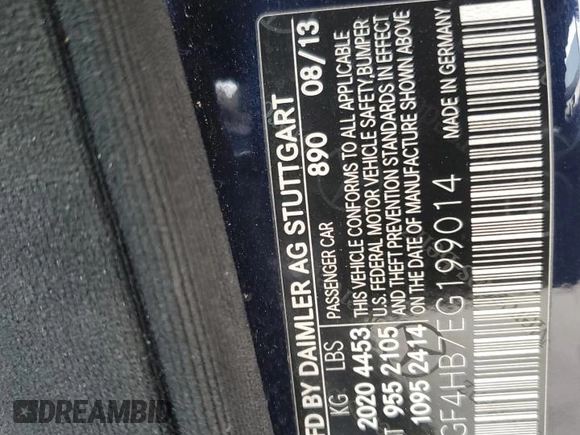 FD BY DAIMLER AG STUTTGART
890 08/13
KG LBS PASSENGER CAR
2020 4453 THIS VEHICLE CONFORMS TO ALL APPLICABLE
955 2105 U.S. FEDERAL MOTOR VEHICLE SAFETY, BUMPER
1095 2414 AND THEFT PREVENTION STANDARDS IN EFFECT
ON THE DATE OF MANUFACTURE SHOWN ABOVE
GF4HB7EG199014 MADE IN GERMANY
DREAMBID